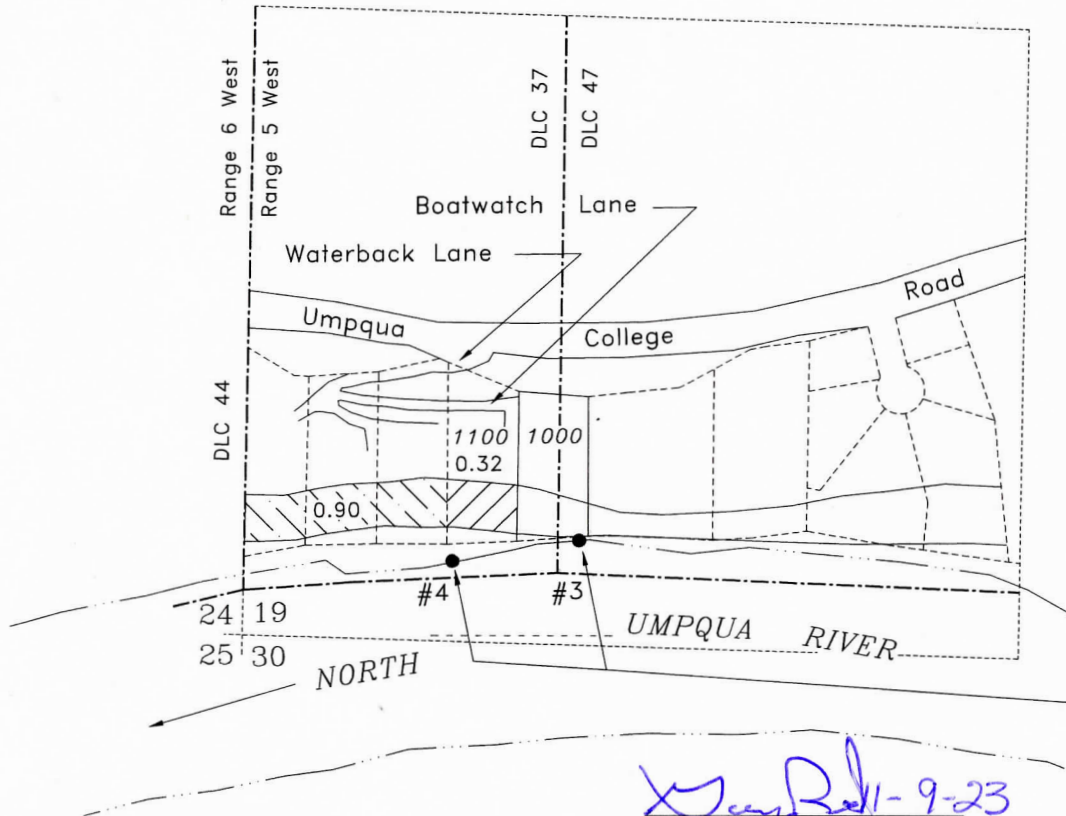 Range 6 West
Range 5 West
DLC 37
DLC 47
Boatwatch Lane
Waterback Lane
Umpqua College Road
DLC 44
1100 1000
0.32
0.90
#4 #3
24 19
25 30
UMPQUA RIVER
NORTH
11-9-23